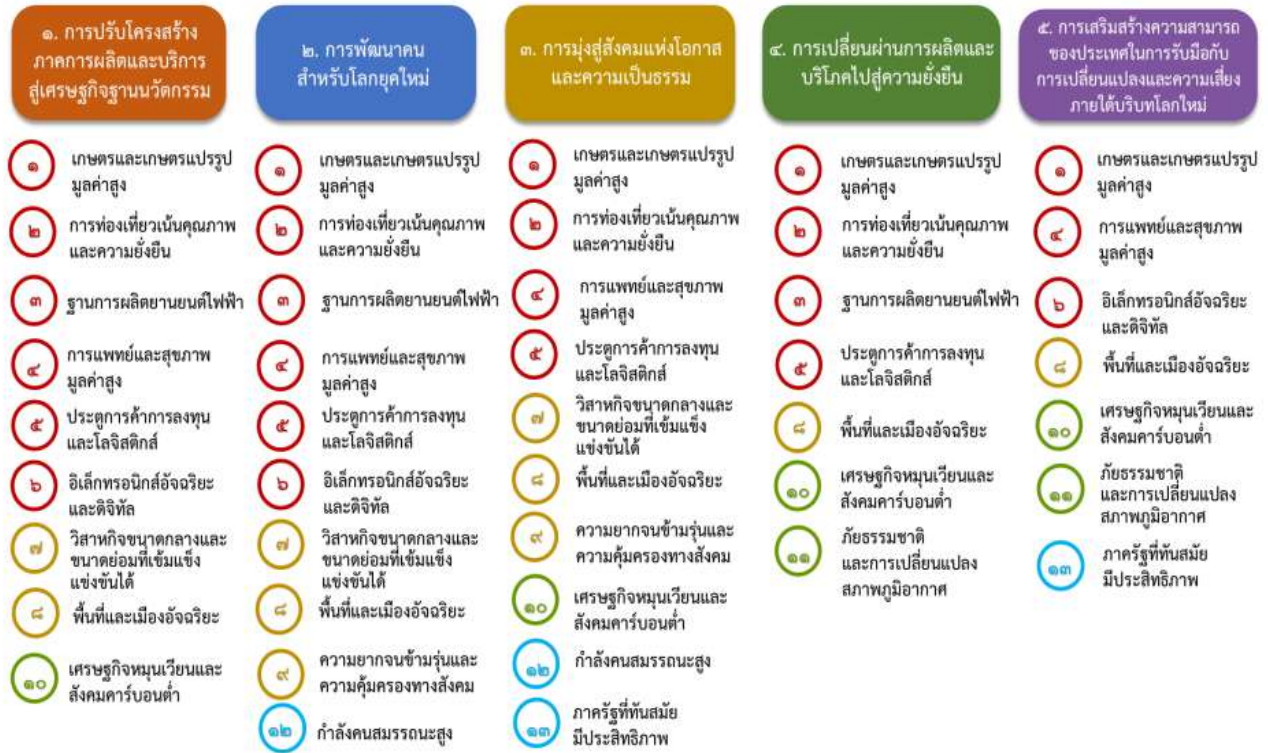 ๑. การปรับโครงสร้าง
ภาคการผลิตและบริการ
สู่เศรษฐกิจฐานนวัตกรรม
๑
เกษตรและเกษตรแปรรูป
มูลค่าสูง
๒
การท่องเที่ยวเน้นคุณภาพ
และความยั่งยืน
๓
ฐานการผลิตยานยนต์ไฟฟ้า
๔
การแพทย์และสุขภาพ
มูลค่าสูง
๕
ประตูการค้าการลงทุน
และโลจิสติกส์
๖
อิเล็กทรอนิกส์อัจฉริยะ
และดิจิทัล
๗
วิสาหกิจขนาดกลางและ
ขนาดย่อมที่เข้มแข็ง
แข่งขันได้
๘
พื้นที่และเมืองอัจฉริยะ
๑๐
เศรษฐกิจหมุนเวียนและ
สังคมคาร์บอนต่ำ
๒. การพัฒนาคน
สำหรับโลกยุคใหม่
๑
เกษตรและเกษตรแปรรูป
มูลค่าสูง
๒
การท่องเที่ยวเน้นคุณภาพ
และความยั่งยืน
๓
ฐานการผลิตยานยนต์ไฟฟ้า
๔
การแพทย์และสุขภาพ
มูลค่าสูง
๕
ประตูการค้าการลงทุน
และโลจิสติกส์
๖
อิเล็กทรอนิกส์อัจฉริยะ
และดิจิทัล
๗
วิสาหกิจขนาดกลางและ
ขนาดย่อมที่เข้มแข็ง
แข่งขันได้
๘
พื้นที่และเมืองอัจฉริยะ
๙
ความยากจนข้ามรุ่นและ
ความคุ้มครองทางสังคม
๑๒
กำลังคนสมรรถนะสูง
๓. การมุ่งสู่สังคมแห่งโอกาส
และความเป็นธรรม
๑
เกษตรและเกษตรแปรรูป
มูลค่าสูง
๒
การท่องเที่ยวเน้นคุณภาพ
และความยั่งยืน
๔
การแพทย์และสุขภาพ
มูลค่าสูง
๕
ประตูการค้าการลงทุน
และโลจิสติกส์
๗
วิสาหกิจขนาดกลางและ
ขนาดย่อมที่เข้มแข็ง
แข่งขันได้
๘
พื้นที่และเมืองอัจฉริยะ
๙
ความยากจนข้ามรุ่นและ
ความคุ้มครองทางสังคม
๑๐
เศรษฐกิจหมุนเวียนและ
สังคมคาร์บอนต่ำ
๑๒
กำลังคนสมรรถนะสูง
๑๓
ภาครัฐที่ทันสมัย
มีประสิทธิภาพ
๔. การเปลี่ยนผ่านการผลิตและ
บริโภคไปสู่ความยั่งยืน
๑
เกษตรและเกษตรแปรรูป
มูลค่าสูง
๒
การท่องเที่ยวเน้นคุณภาพ
และความยั่งยืน
๓
ฐานการผลิตยานยนต์ไฟฟ้า
๕
ประตูการค้าการลงทุน
และโลจิสติกส์
๘
พื้นที่และเมืองอัจฉริยะ
๑๐
เศรษฐกิจหมุนเวียนและ
สังคมคาร์บอนต่ำ
๑๑
ภัยธรรมชาติ
และการเปลี่ยนแปลง
สภาพภูมิอากาศ
๕. การเสริมสร้างความสามารถ
ของประเทศในการรับมือกับ
การเปลี่ยนแปลงและความเสี่ยง
ภายใต้บริบทโลกใหม่
๑
เกษตรและเกษตรแปรรูป
มูลค่าสูง
๔
การแพทย์และสุขภาพ
มูลค่าสูง
๖
อิเล็กทรอนิกส์อัจฉริยะ
และดิจิทัล
๘
พื้นที่และเมืองอัจฉริยะ
๑๐
เศรษฐกิจหมุนเวียนและ
สังคมคาร์บอนต่ำ
๑๑
ภัยธรรมชาติ
และการเปลี่ยนแปลง
สภาพภูมิอากาศ
๑๓
ภาครัฐที่ทันสมัย
มีประสิทธิภาพ